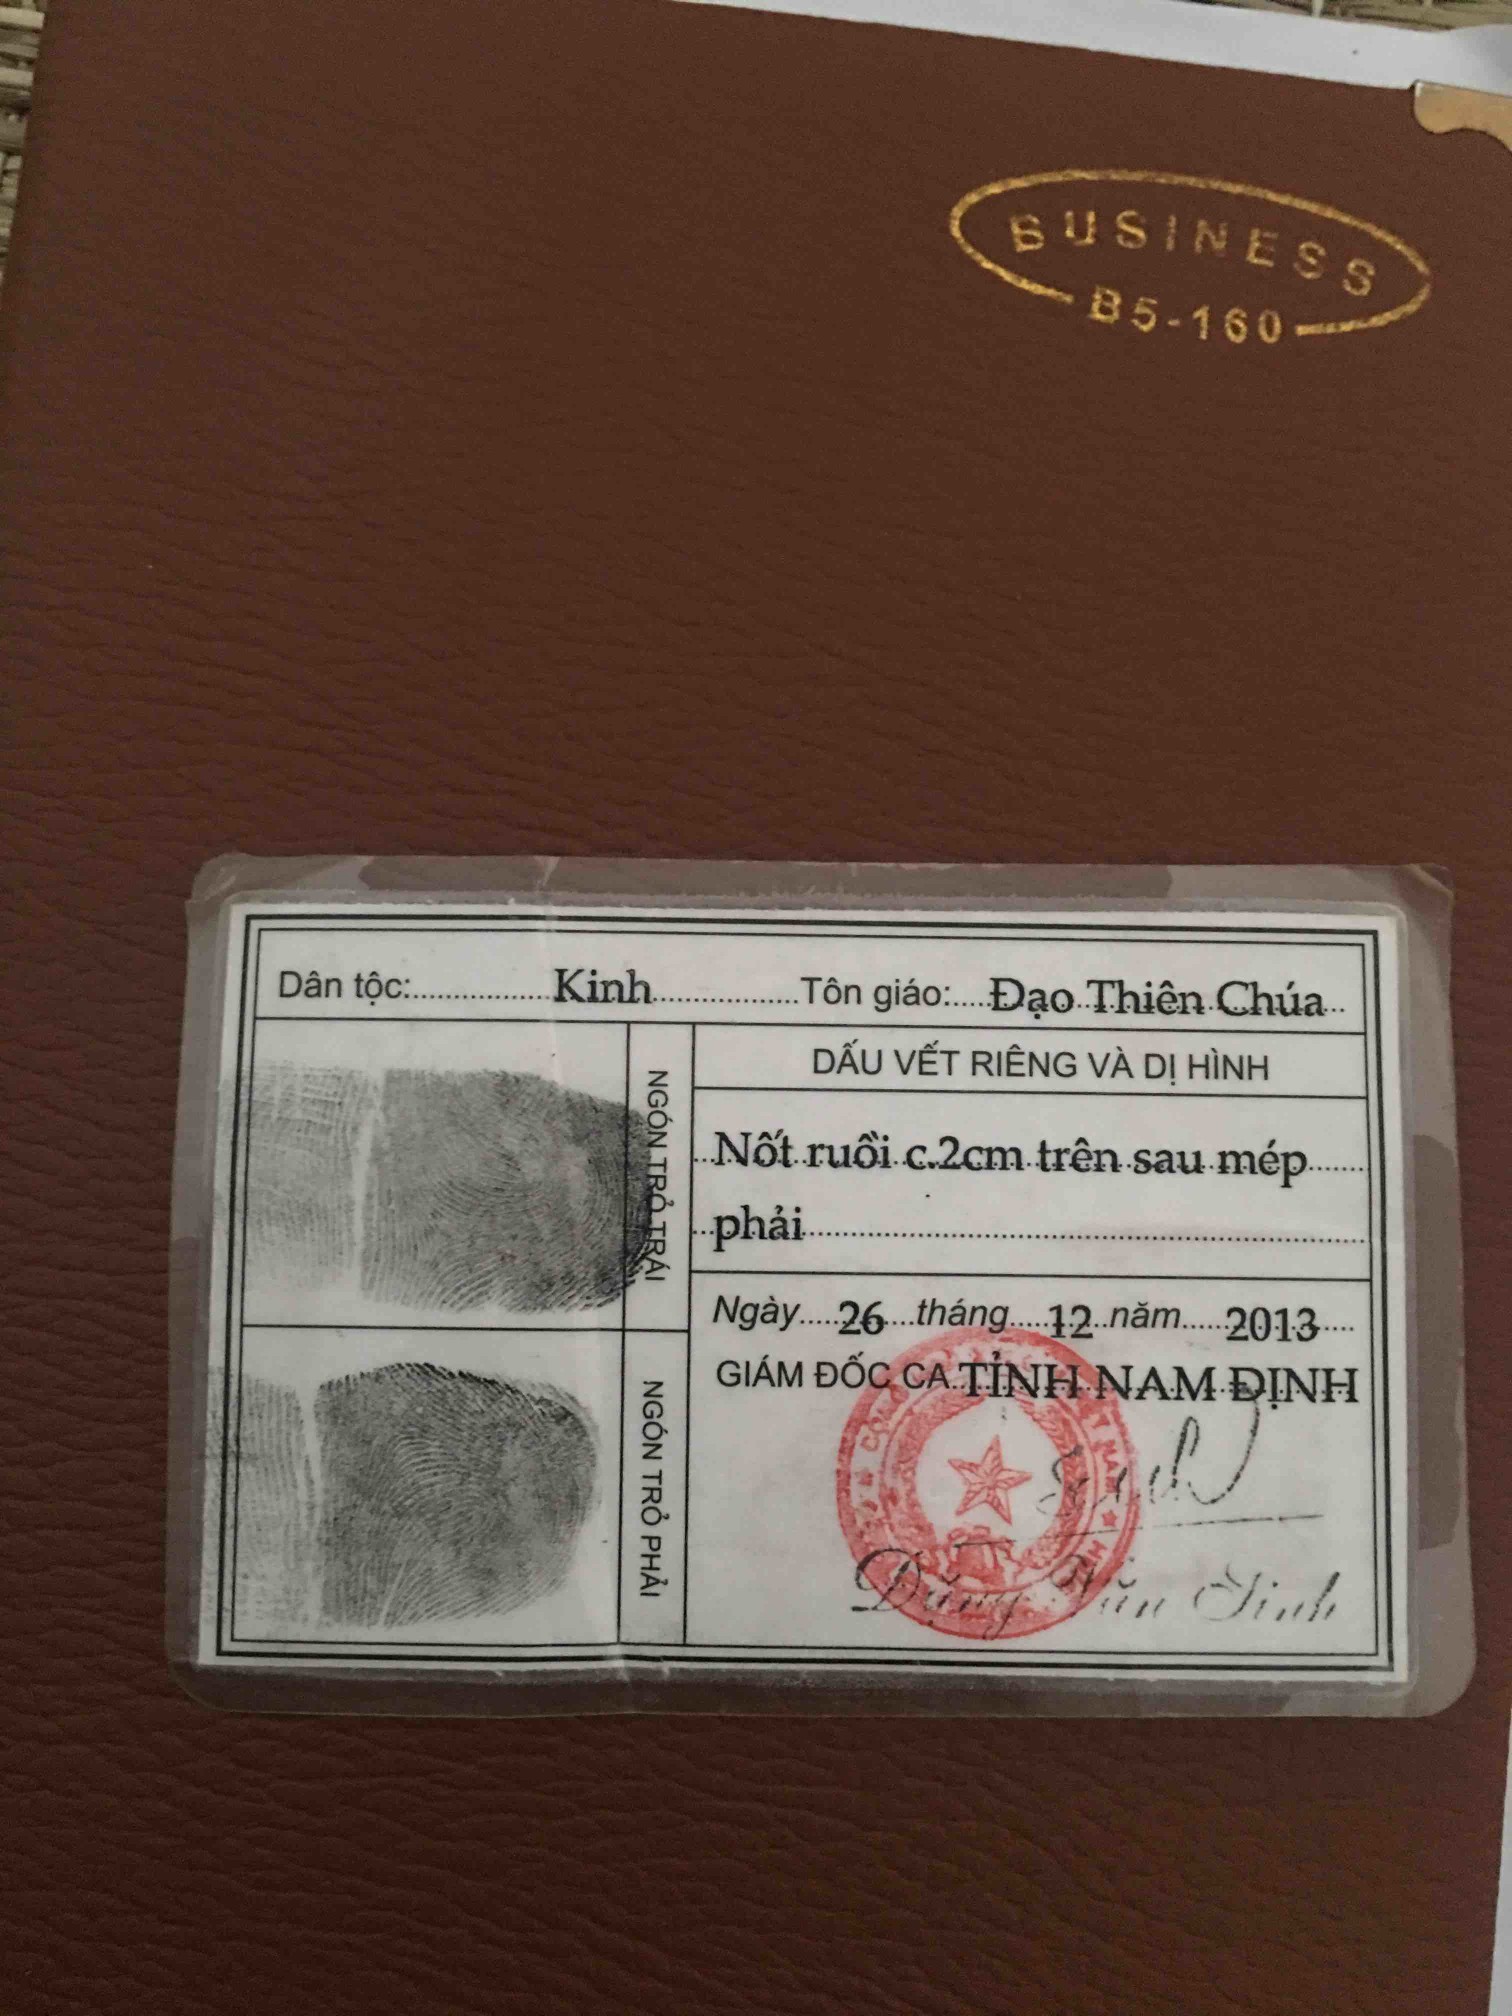 BUSINESS
B5-160
Dân tộc: Kinh Tôn giáo: Đạo Thiên Chúa
NGÓN TRỎ TRÁI
DẤU VẾT RIÊNG VÀ DỊ HÌNH
Nốt ruồi c.2cm trên sau mép
phải
Ngày 26 tháng 12 năm 2013
GIÁM ĐỐC CA TỈNH NAM ĐỊNH
NGÓN TRỎ PHẢI
Văn Sinh